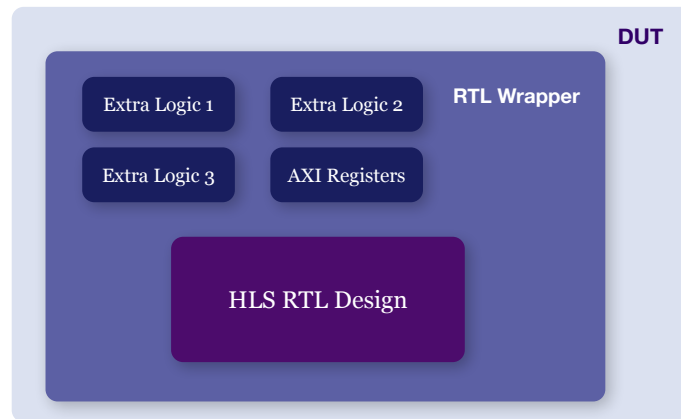 DUT
RTL Wrapper
Extra Logic 1
Extra Logic 2
Extra Logic 3
AXI Registers
HLS RTL Design